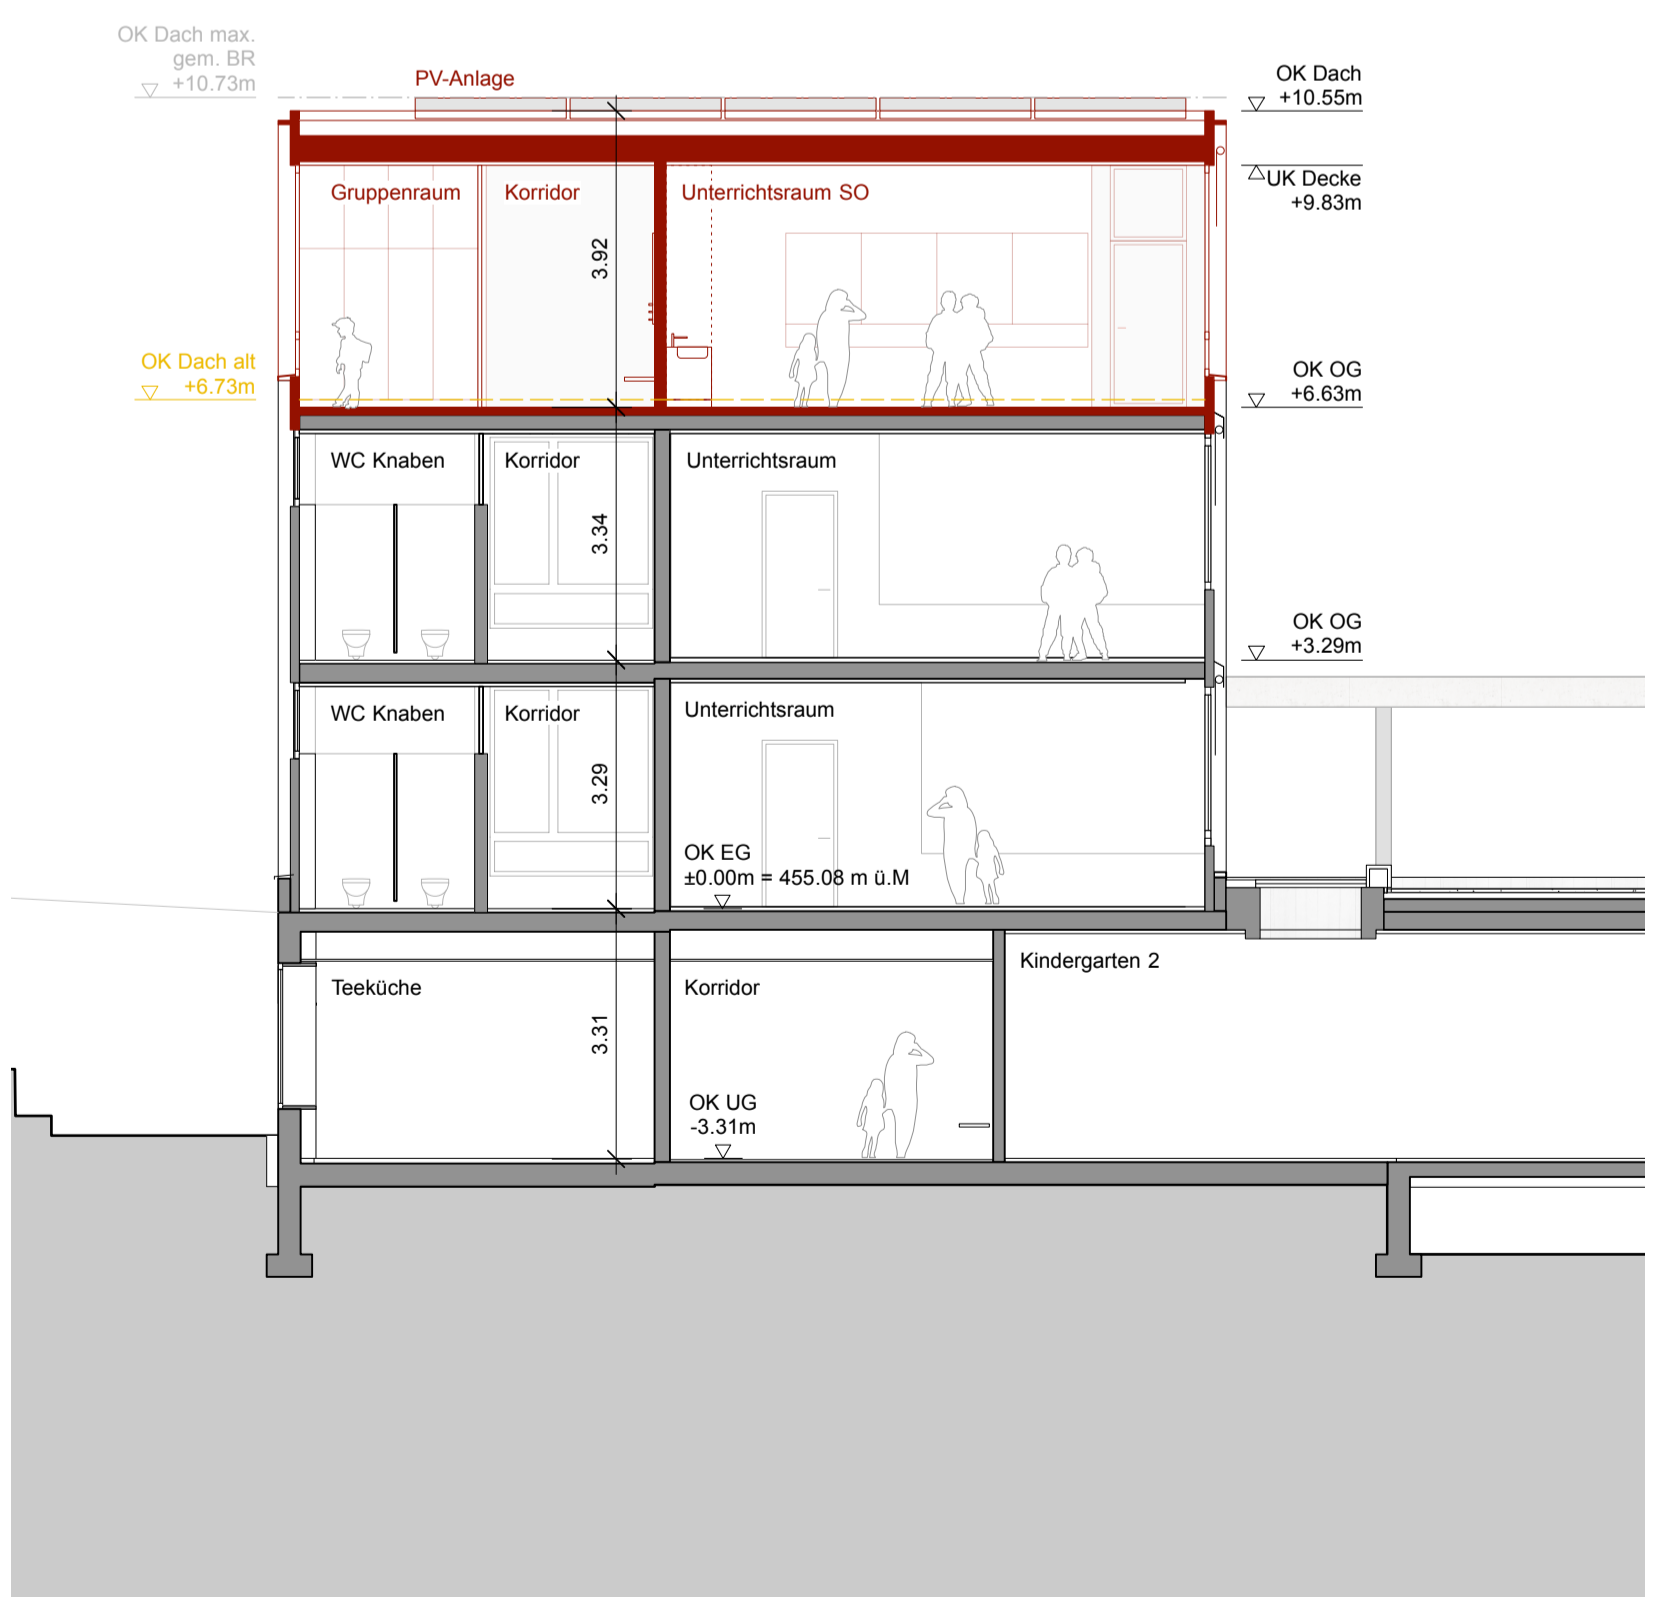 OK Dach max.
gem. BR
+10.73m
PV-Anlage
OK Dach
+10.55m
Gruppenraum
Korridor
Unterrichtsraum SO
UK Decke
+9.83m
3.92
OK Dach alt
+6.73m
OK OG
+6.63m
WC Knaben
Korridor
Unterrichtsraum
3.34
OK OG
+3.29m
WC Knaben
Korridor
Unterrichtsraum
3.29
OK EG
±0.00m = 455.08 m ü.M
Teeküche
Korridor
Kindergarten 2
3.31
OK UG
-3.31m